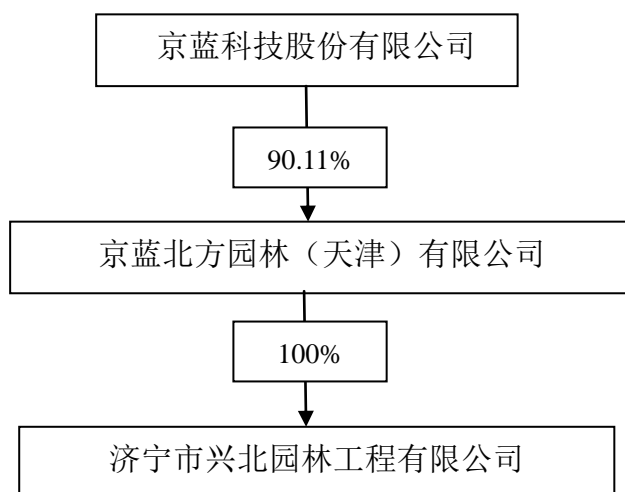 京蓝科技股份有限公司
90.11%
京蓝北方园林（天津）有限公司
100%
济宁市兴北园林工程有限公司